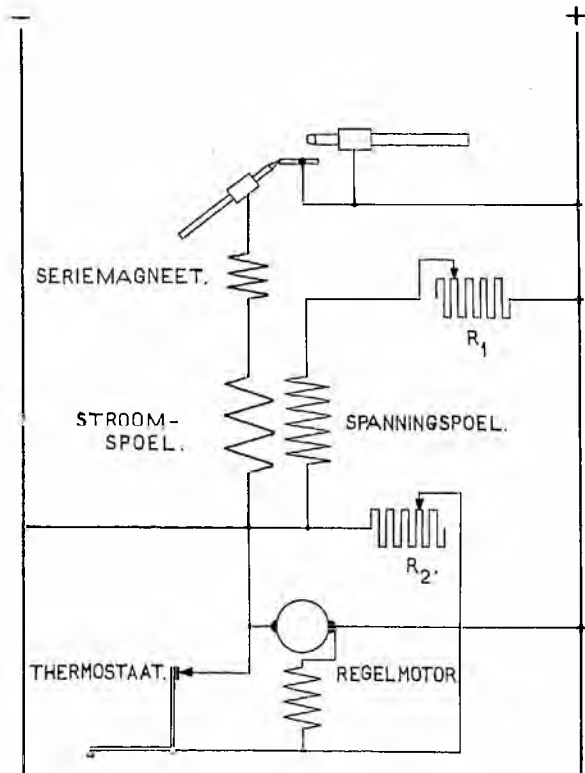 − +
SERIEMAGNEET.
R1
STROOM-
SPOEL.
SPANNINGSPOEL.
R2.
THERMOSTAAT.
REGELMOTOR